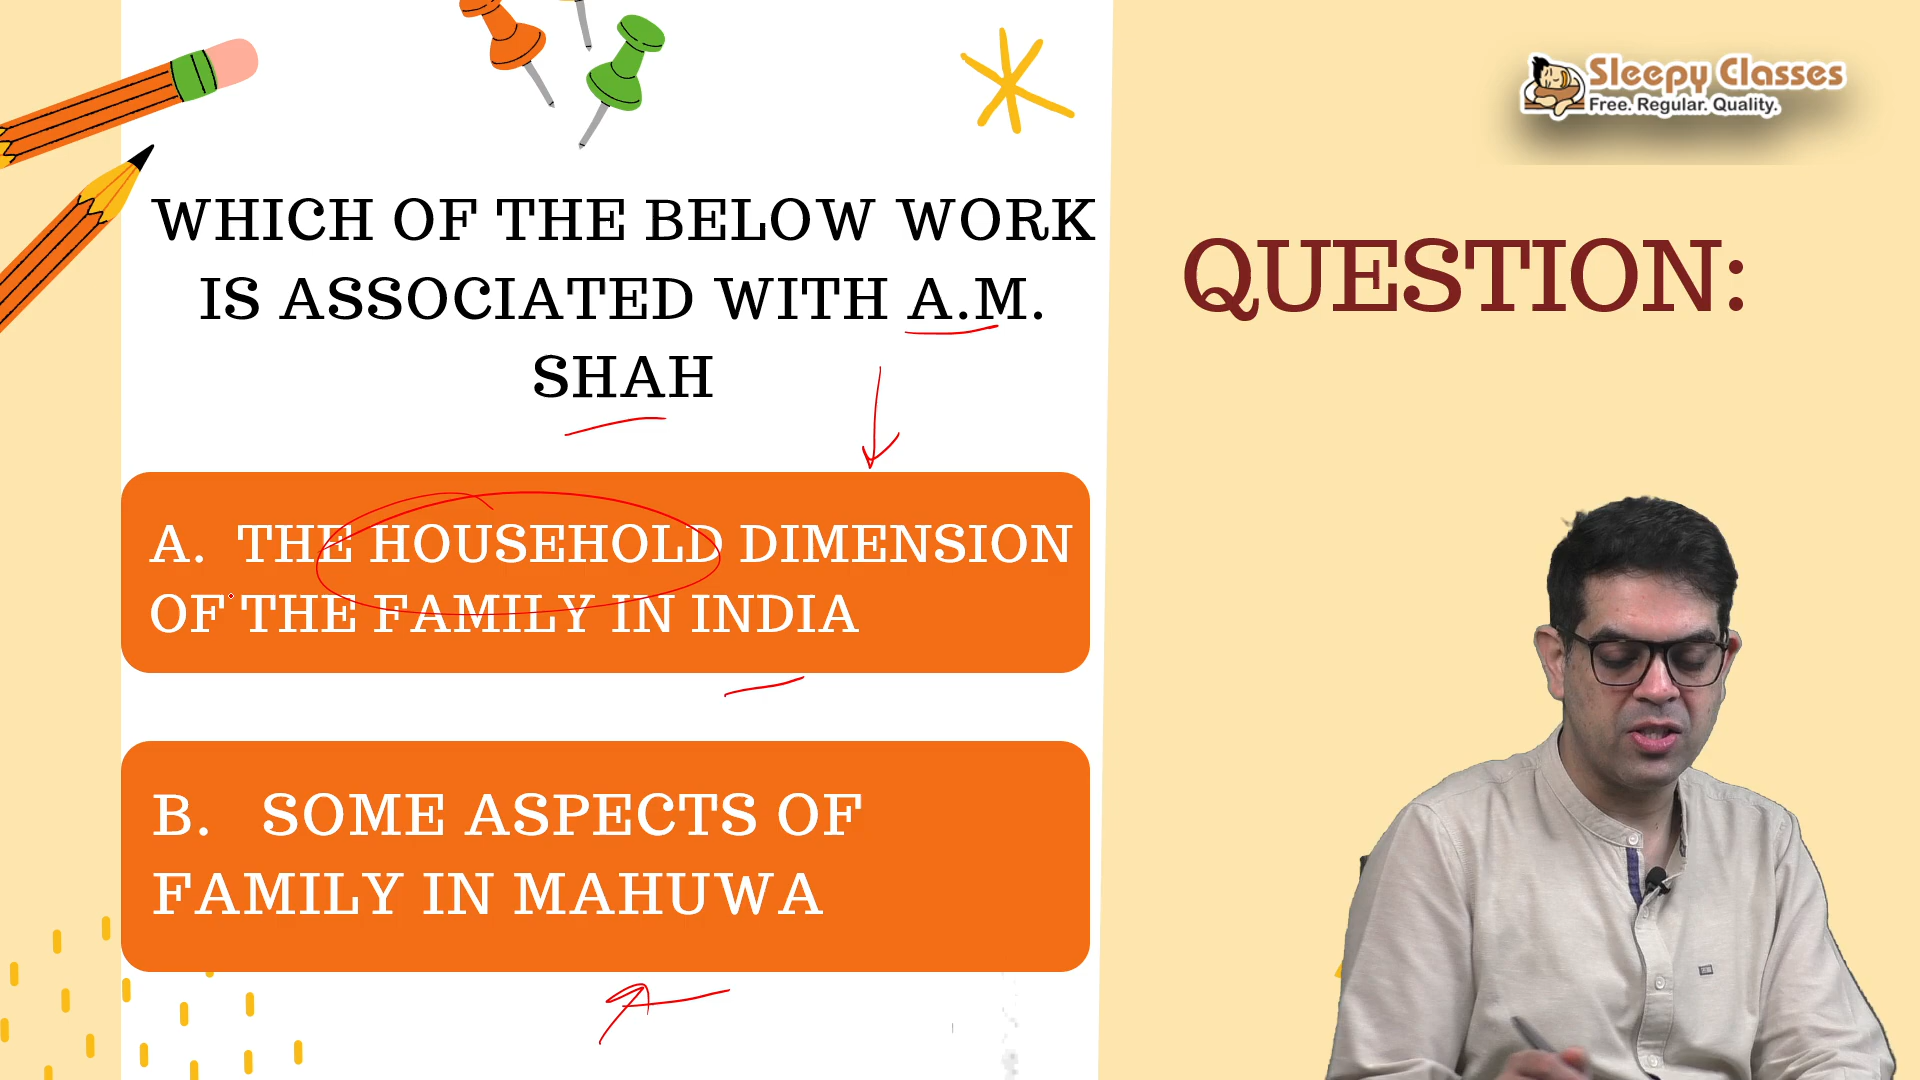 Sleepy Classes
Free. Regular. Quality.
WHICH OF THE BELOW WORK
IS ASSOCIATED WITH A.M.
SHAH
QUESTION:
A. THE HOUSEHOLD DIMENSION
OF THE FAMILY IN INDIA
B. SOME ASPECTS OF
FAMILY IN MAHUWA